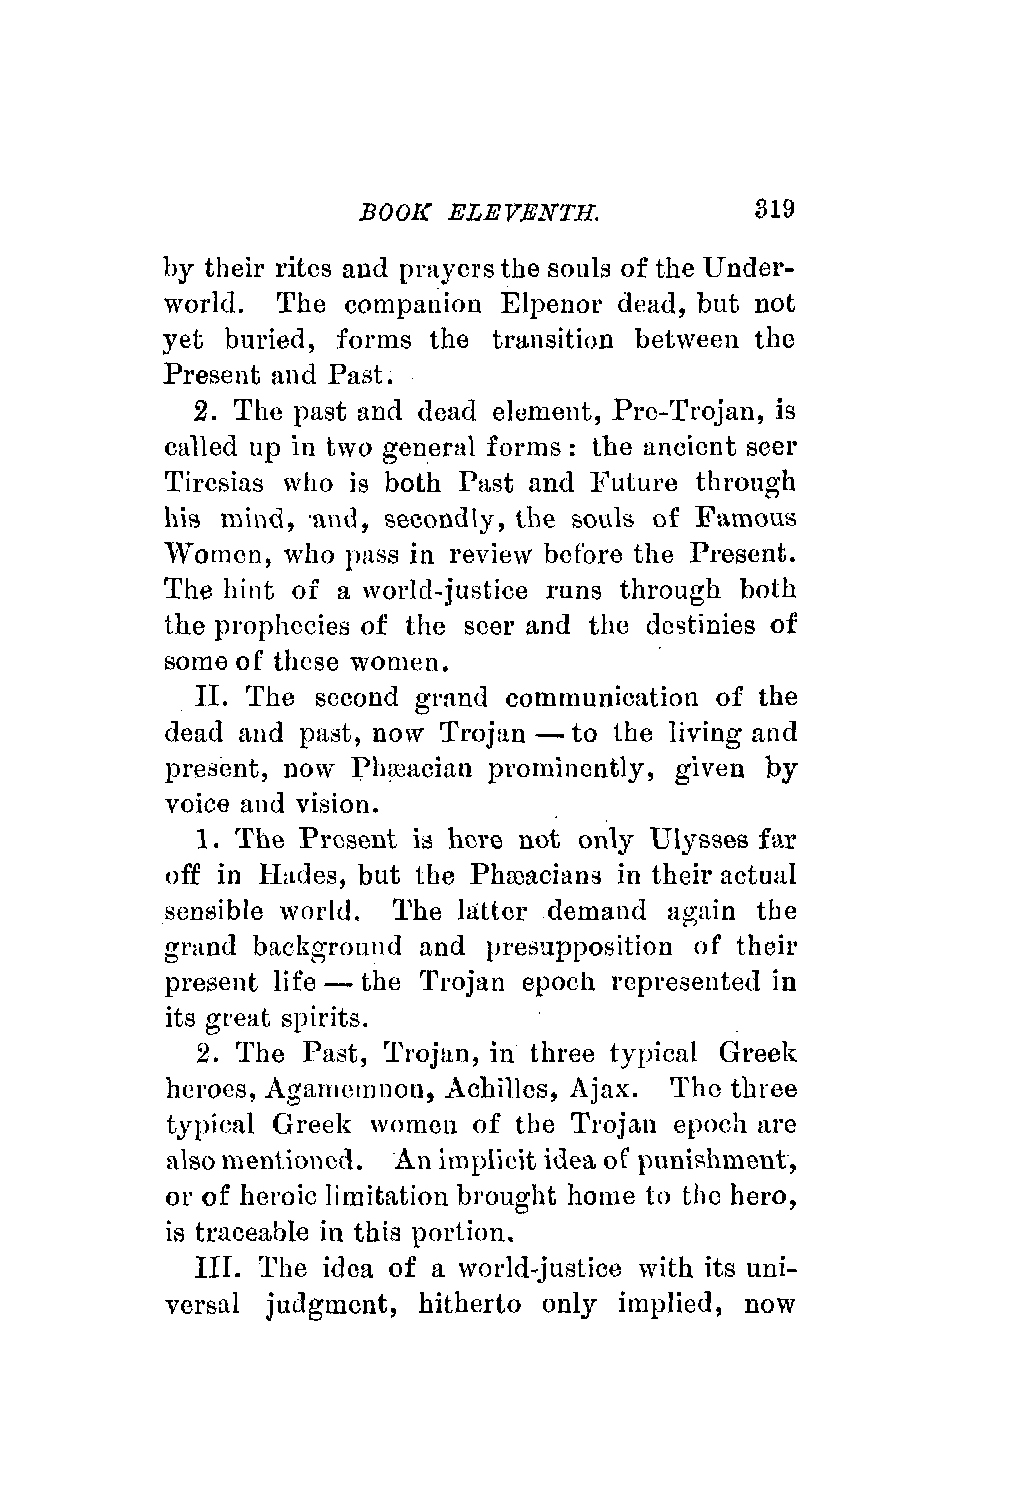 BOOK ELEVENTH. 319
by their rites and prayers the souls of the Under-
world. The companion Elpenor dead, but not
yet buried, forms the transition between the
Present and Past.
2. The past and dead element, Pre-Trojan, is
called up in two general forms: the ancient seer
Tiresias who is both Past and Future through
his mind, and, secondly, the souls of Famous
Women, who pass in review before the Present.
The hint of a world-justice runs through both
the prophecies of the seer and the destinies of
some of these women.
II. The second grand communication of the
dead and past, now Trojan — to the living and
present, now Phæacian prominently, given by
voice and vision.
1. The Present is here not only Ulysses far
off in Hades, but the Phæacians in their actual
sensible world. The latter demand again the
grand background and presupposition of their
present life — the Trojan epoch represented in
its great spirits.
2. The Past, Trojan, in three typical Greek
heroes, Agamemnon, Achilles, Ajax. The three
typical Greek women of the Trojan epoch are
also mentioned. An implicit idea of punishment,
or of heroic limitation brought home to the hero,
is traceable in this portion.
III. The idea of a world-justice with its uni-
versal judgment, hitherto only implied, now